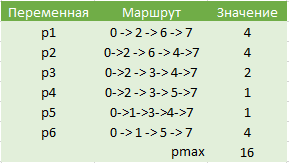 Переменная Маршрут Значение
p1 0 -> 2 -> 6 -> 7 4
p2 0->2 -> 6 -> 4->7 4
p3 0->2 -> 3-> 4->7 2
p4 0->2 -> 3-> 5->7 1
p5 0->1->3->4->7 1
p6 0 -> 1 -> 5 -> 7 4
pmax 16